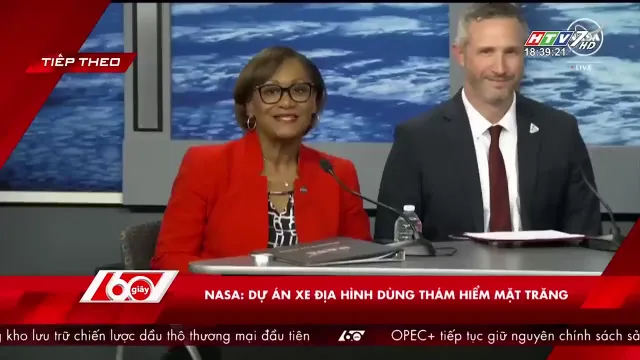 TIẾP THEO
HTV7
HD
18:39:21
LIVE
60 giây
NASA: DỰ ÁN XE ĐỊA HÌNH DÙNG THÁM HIỂM MẶT TRĂNG
g kho lưu trữ chiến lược dầu thô thương mại đầu tiên 60 giây OPEC+ tiếp tục giữ nguyên chính sách sả